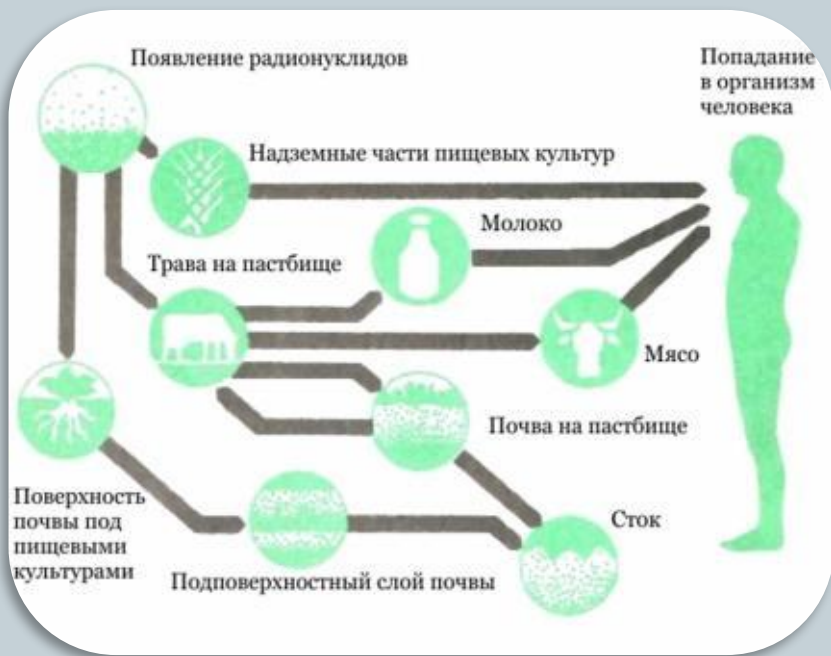 Появление радионуклидов
Попадание
в организм
человека
Надземные части пищевых культур
Молоко
Трава на пастбище
Мясо
Почва на пастбище
Поверхность
почвы под
пищевыми
культурами
Сток
Подповерхностный слой почвы